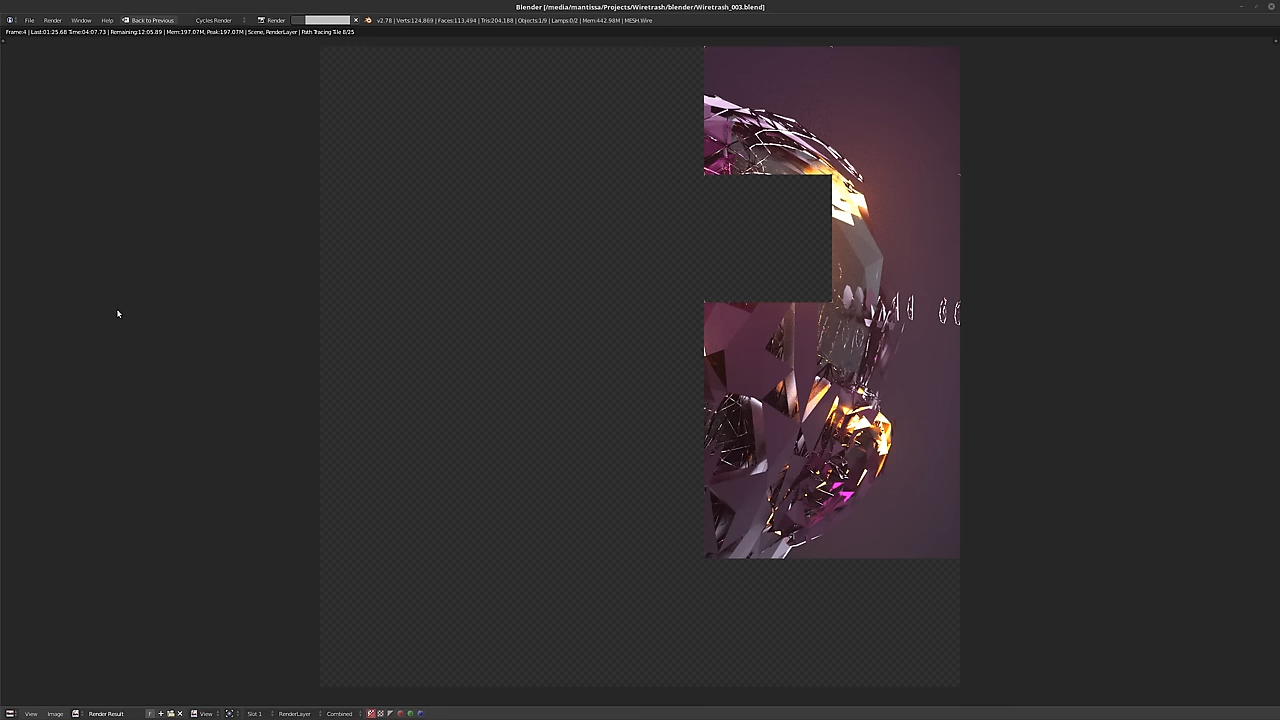 Blender [/media/mantissa/Projects/Wiretrash/blender/Wiretrash_003.blend]
File Render Window Help Back to Previous Cycles Render Render v2.78 | Verts:124,869 | Faces:113,494 | Tris:204,188 | Objects:1/9 | Lamps:0/2 | Mem:442.98M | MESH.Wire
Frame:4 | Last:01:25.68 Time:04:07.73 | Remaining:12:05.89 | Mem:197.07M, Peak:197.07M | Scene, RenderLayer | Path Tracing Tile 8/25
View Image Render Result F View Slot 1 RenderLayer Combined